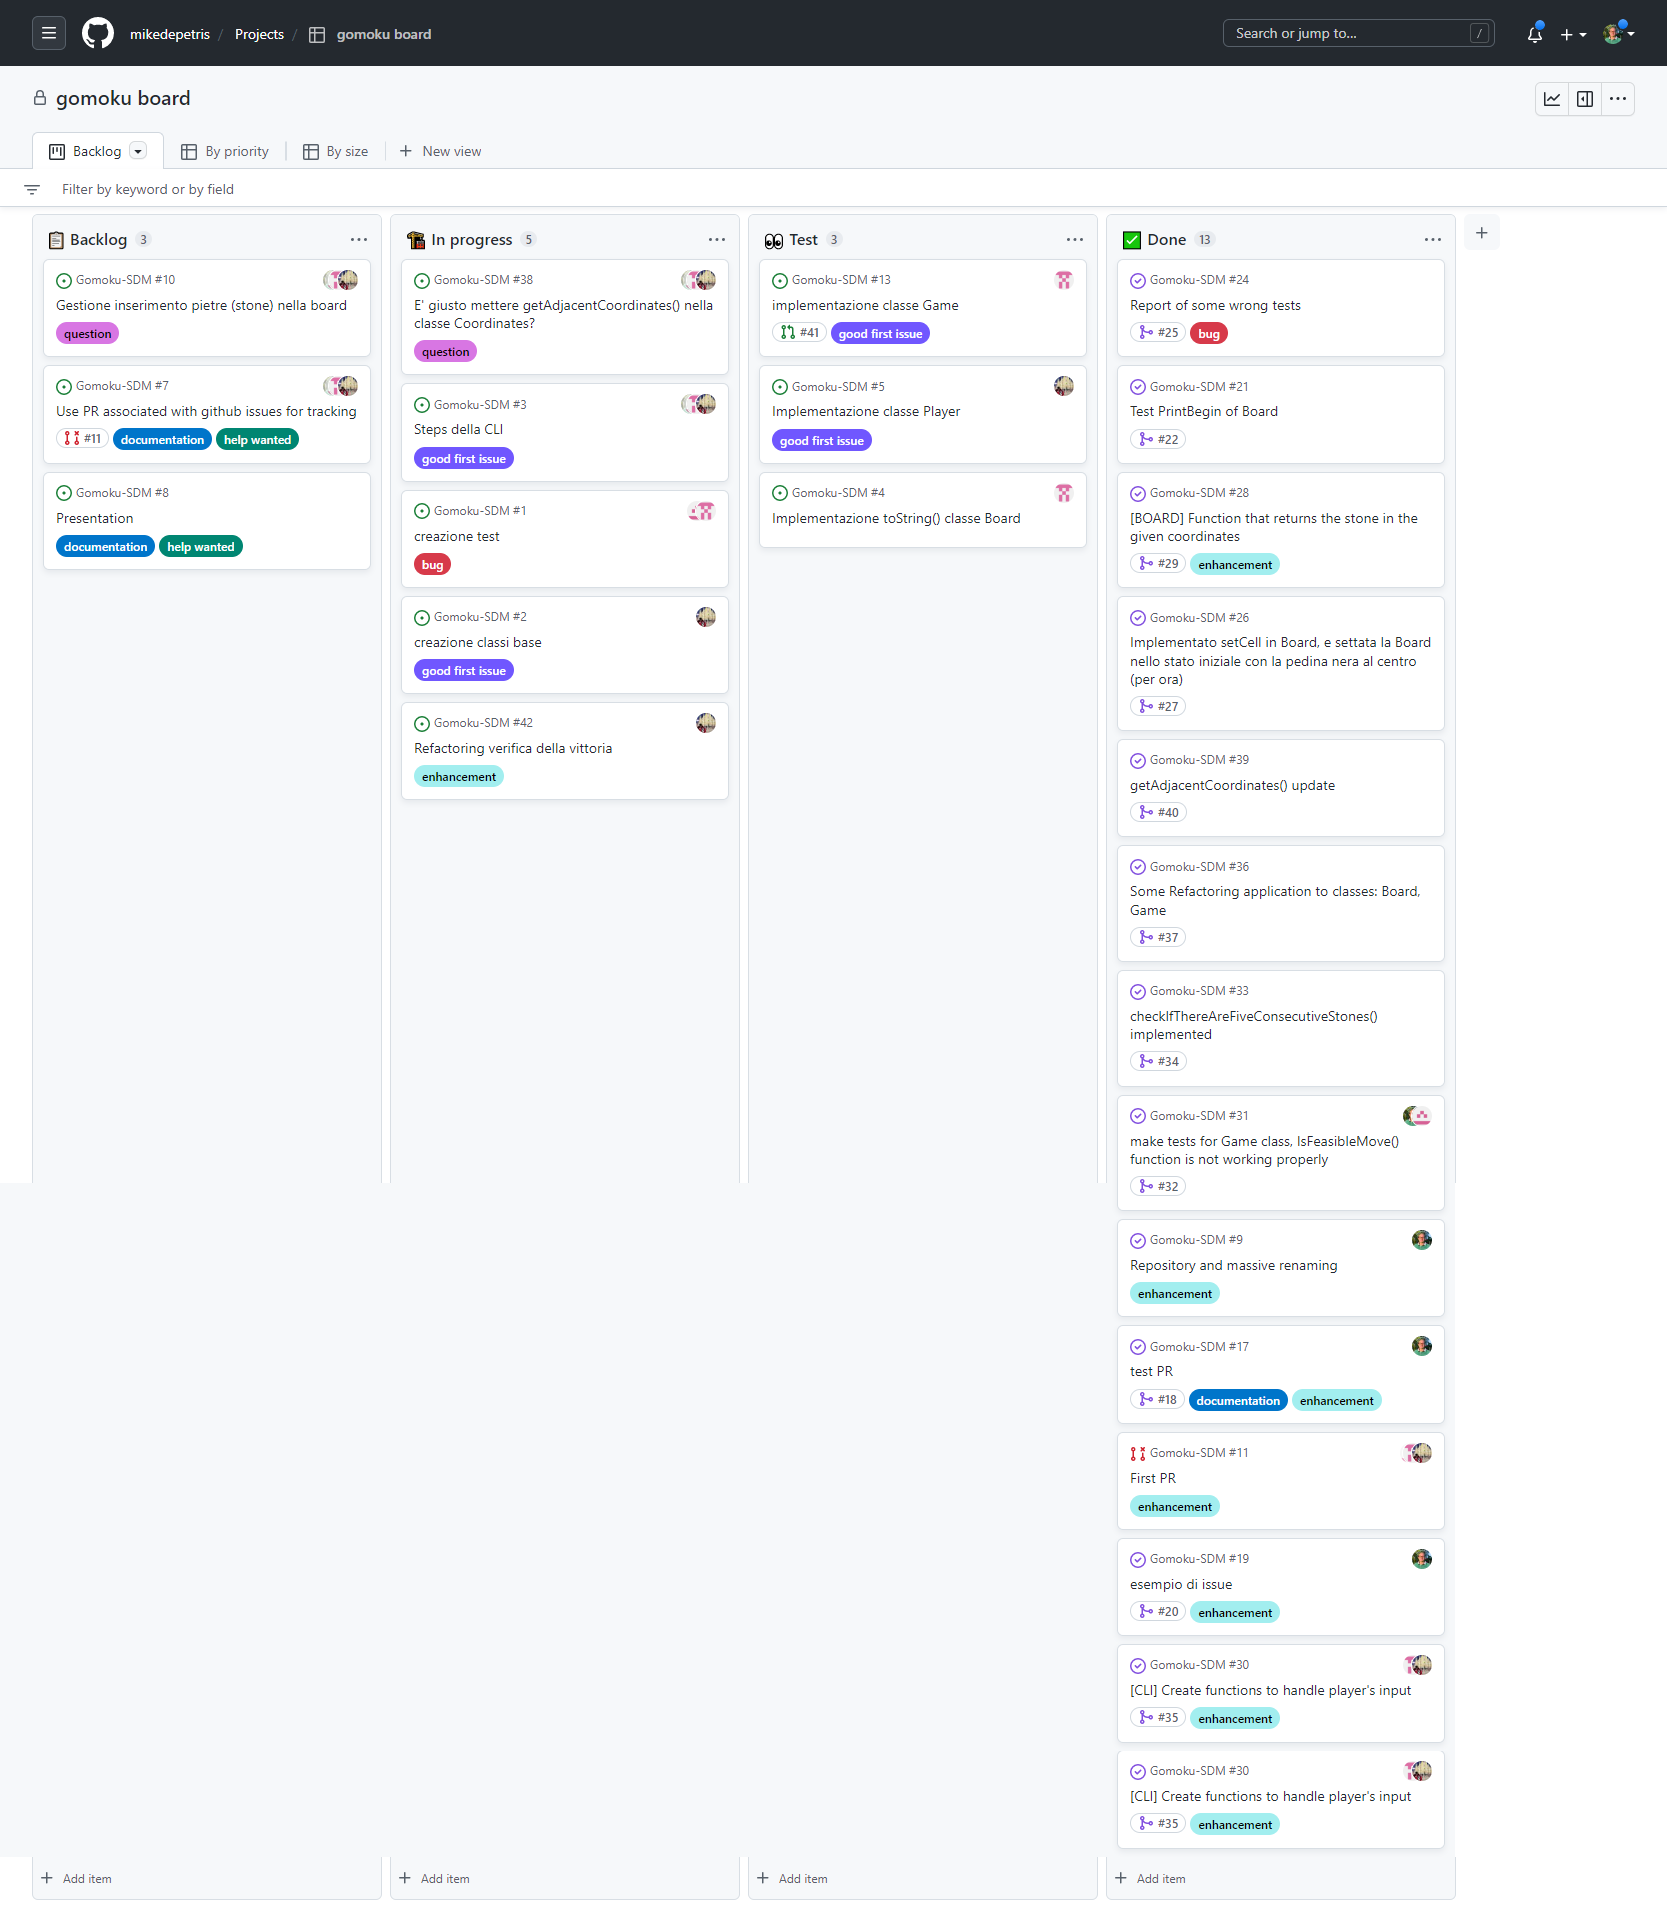 mikedepetris / Projects / gomoku board
Search or jump to... /
gomoku board
Backlog
By priority
By size
New view
Filter by keyword or by field
Backlog 3
Gomoku-SDM #10
Gestione inserimento pietre (stone) nella board
question
Gomoku-SDM #7
Use PR associated with github issues for tracking
#11 documentation help wanted
Gomoku-SDM #8
Presentation
documentation help wanted
Add item
In progress 5
Gomoku-SDM #38
E' giusto mettere getAdjacentCoordinates() nella
classe Coordinates?
question
Gomoku-SDM #3
Steps della CLI
good first issue
Gomoku-SDM #1
creazione test
bug
Gomoku-SDM #2
creazione classi base
good first issue
Gomoku-SDM #42
Refactoring verifica della vittoria
enhancement
Add item
Test 3
Gomoku-SDM #13
implementazione classe Game
#41 good first issue
Gomoku-SDM #5
Implementazione classe Player
good first issue
Gomoku-SDM #4
Implementazione toString() classe Board
Add item
Done 13
Gomoku-SDM #24
Report of some wrong tests
#25 bug
Gomoku-SDM #21
Test PrintBegin of Board
#22
Gomoku-SDM #28
[BOARD] Function that returns the stone in the
given coordinates
#29 enhancement
Gomoku-SDM #26
Implementato setCell in Board, e settata la Board
nello stato iniziale con la pedina nera al centro
(per ora)
#27
Gomoku-SDM #39
getAdjacentCoordinates() update
#40
Gomoku-SDM #36
Some Refactoring application to classes: Board,
Game
#37
Gomoku-SDM #33
checkIfThereAreFiveConsecutiveStones()
implemented
#34
Gomoku-SDM #31
make tests for Game class, IsFeasibleMove()
function is not working properly
#32
Gomoku-SDM #9
Repository and massive renaming
enhancement
Gomoku-SDM #17
test PR
#18 documentation enhancement
Gomoku-SDM #11
First PR
enhancement
Gomoku-SDM #19
esempio di issue
#20 enhancement
Gomoku-SDM #30
[CLI] Create functions to handle player's input
#35 enhancement
Gomoku-SDM #30
[CLI] Create functions to handle player's input
#35 enhancement
Add item